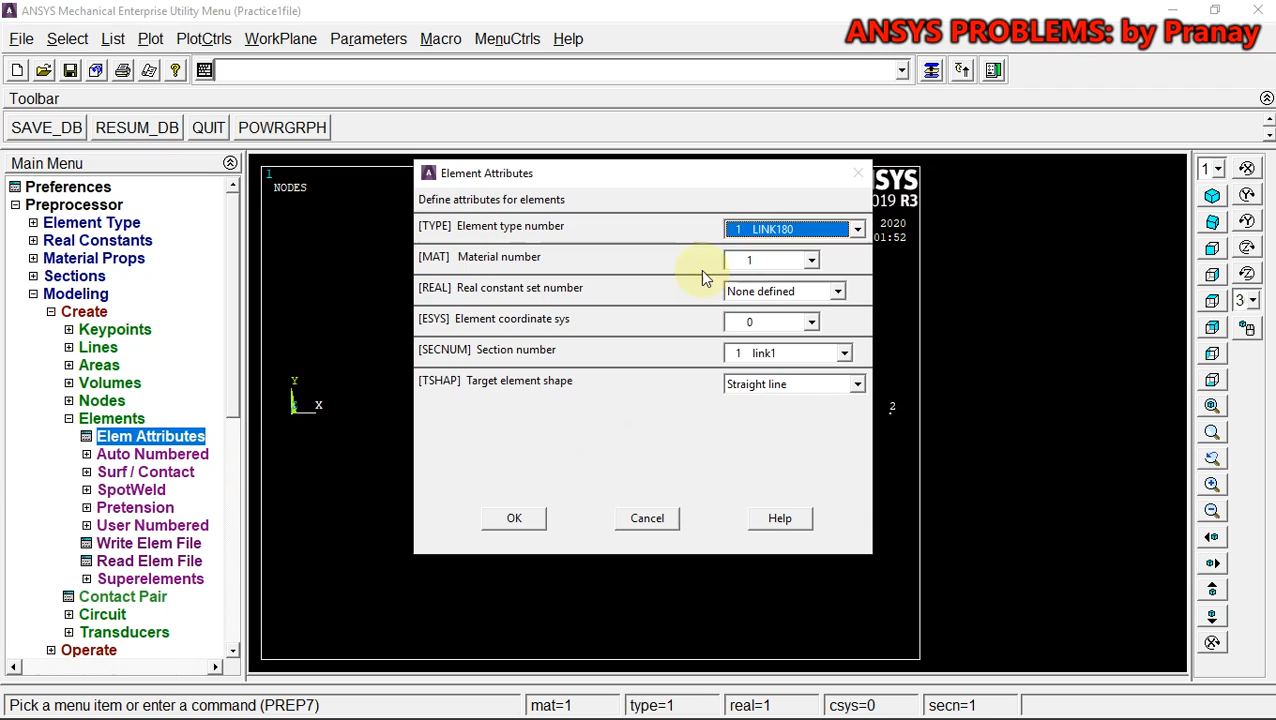 ANSYS Mechanical Enterprise Utility Menu (Practice1file)
ANSYS PROBLEMS: by Pranay
File Select List Plot PlotCtrls WorkPlane Parameters Macro MenuCtrls Help
Toolbar
SAVE_DB RESUM_DB QUIT POWRGRPH
Main Menu
Preferences
Preprocessor
Element Type
Real Constants
Material Props
Sections
Modeling
Create
Keypoints
Lines
Areas
Volumes
Nodes
Elements
Elem Attributes
Auto Numbered
Surf / Contact
SpotWeld
Pretension
User Numbered
Write Elem File
Read Elem File
Superelements
Contact Pair
Circuit
Transducers
Operate
1
NODES
Y
X
2
SYS
019 R3
2020
01:52
Element Attributes
Define attributes for elements
[TYPE] Element type number 1 LINK180
[MAT] Material number 1
[REAL] Real constant set number None defined
[ESYS] Element coordinate sys 0
[SECNUM] Section number 1 link1
[TSHAP] Target element shape Straight line
OK Cancel Help
1
3
Pick a menu item or enter a command (PREP7) mat=1 type=1 real=1 csys=0 secn=1